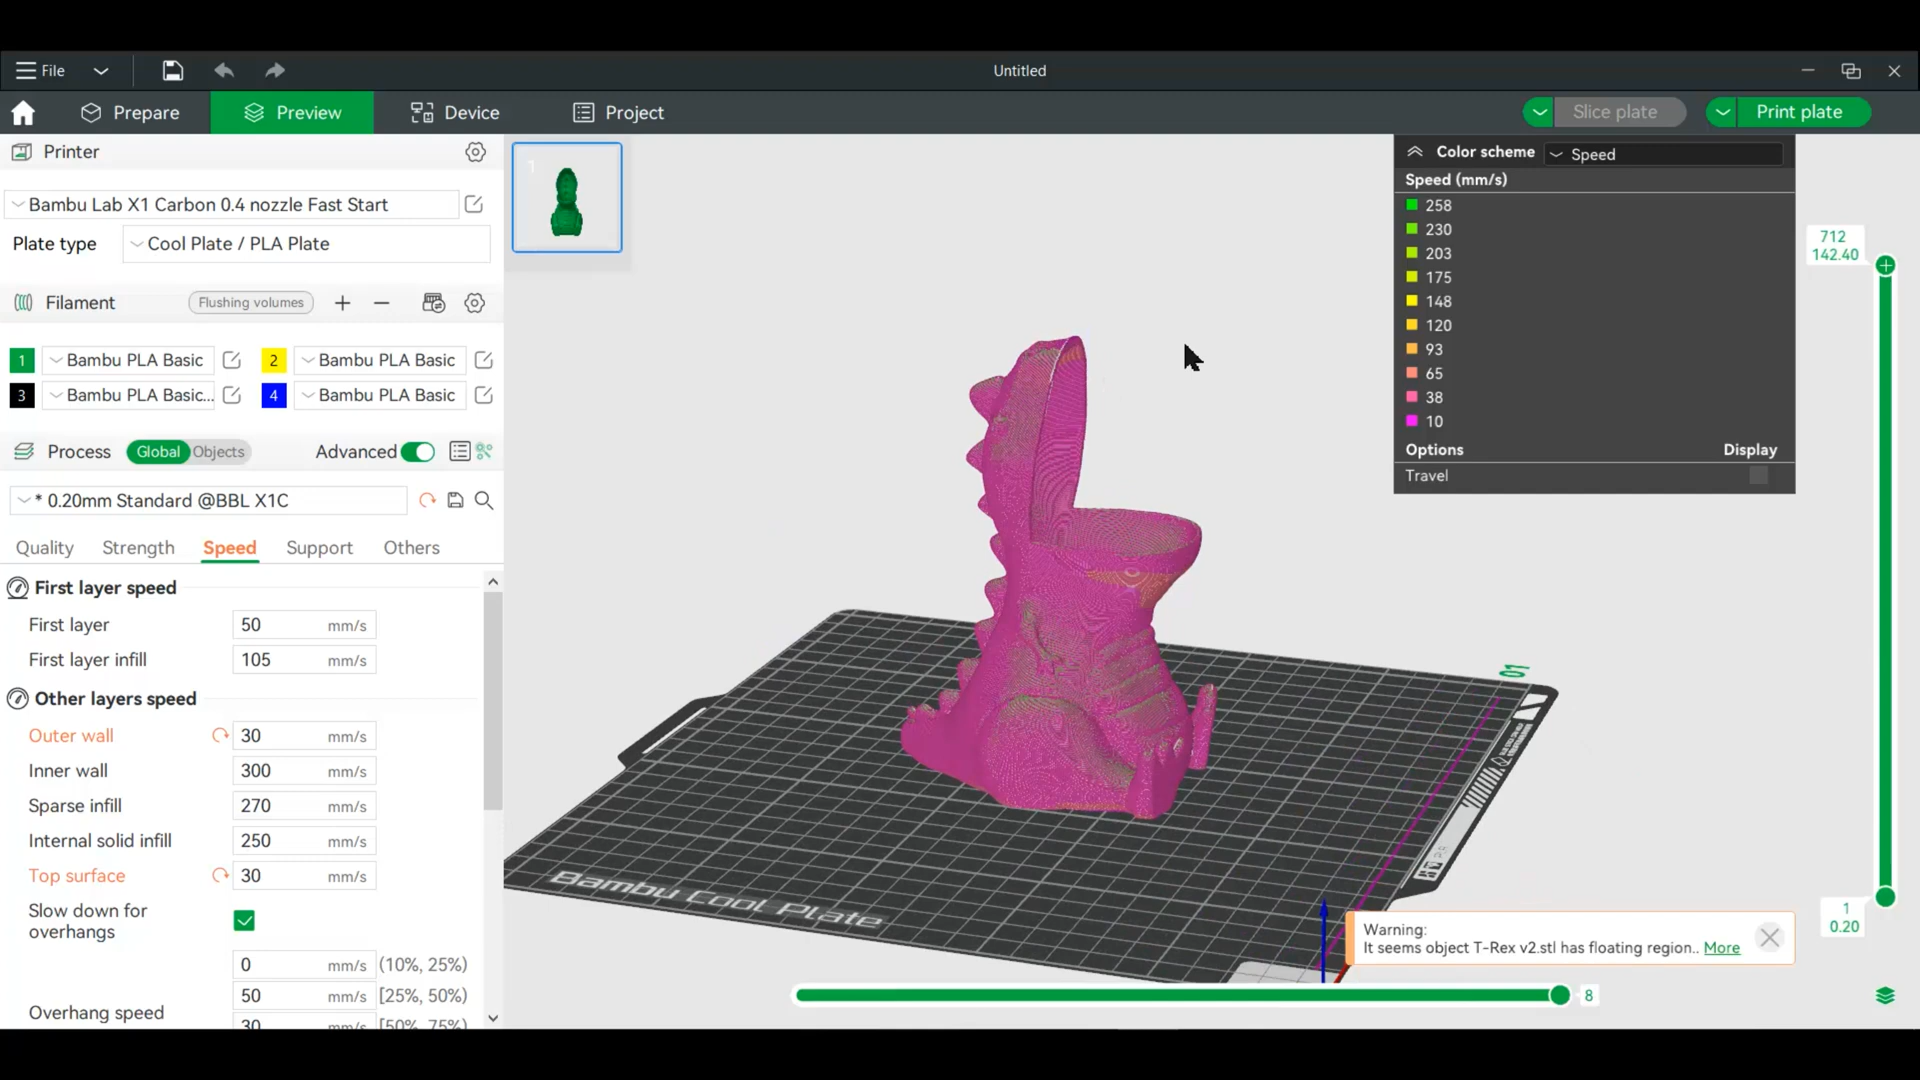 File
Untitled
Prepare
Preview
Device
Project
Slice plate
Print plate
Printer
Bambu Lab X1 Carbon 0.4 nozzle Fast Start
Plate type
Cool Plate / PLA Plate
Filament
Flushing volumes
1 Bambu PLA Basic
2 Bambu PLA Basic
3 Bambu PLA Basic...
4 Bambu PLA Basic
Process
Global
Objects
Advanced
* 0.20mm Standard @BBL X1C
Quality
Strength
Speed
Support
Others
First layer speed
First layer 50 mm/s
First layer infill 105 mm/s
Other layers speed
Outer wall 30 mm/s
Inner wall 300 mm/s
Sparse infill 270 mm/s
Internal solid infill 250 mm/s
Top surface 30 mm/s
Slow down for
overhangs
0 mm/s (10%, 25%)
50 mm/s [25%, 50%)
Overhang speed
30 mm/s [50%, 75%)
1
Color scheme
Speed
Speed (mm/s)
258
230
203
175
148
120
93
65
38
10
Options
Display
Travel
712
142.40
01
Bambu Cool Plate
1
0.20
Warning:
It seems object T-Rex v2.stl has floating region.. More
8